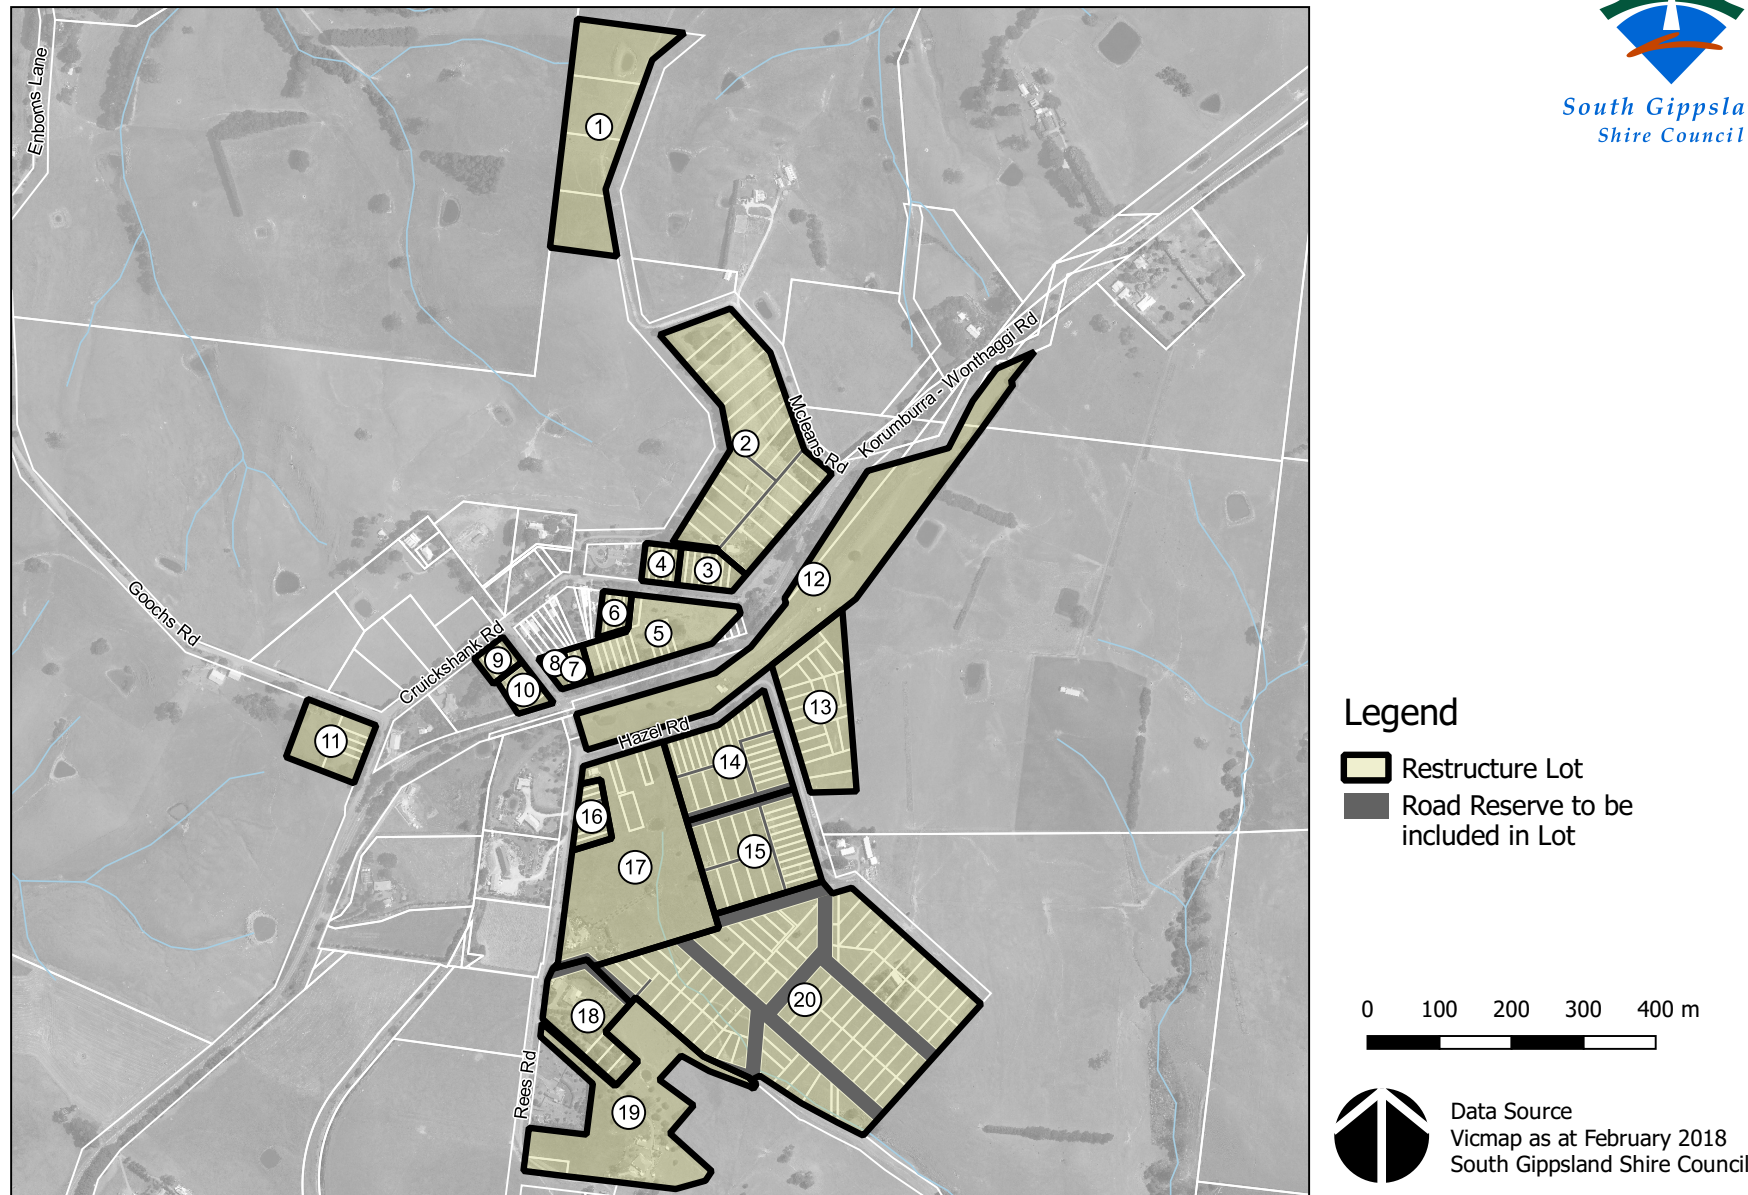 South Gippsla
Shire Council
Enboms Lane
1
2
Mcleans Rd
Korumburra - Wonthaggi Rd
4
3
12
Goochs Rd
6
5
8
7
Cruickshank Rd
9
10
11
Hazel Rd
13
14
16
15
17
20
18
Rees Rd
19
Legend
Restructure Lot
Road Reserve to be
included in Lot
0 100 200 300 400 m
Data Source
Vicmap as at February 2018
South Gippsland Shire Council